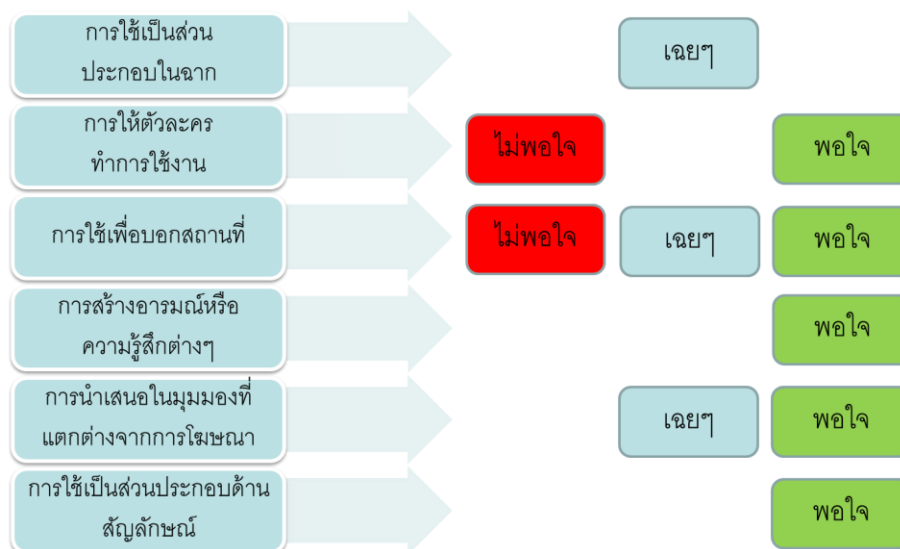 การใช้เป็นส่วน
ประกอบในฉาก
เฉยๆ
การให้ตัวละคร
ทำการใช้งาน
ไม่พอใจ
พอใจ
การใช้เพื่อบอกสถานที่
ไม่พอใจ
เฉยๆ
พอใจ
การสร้างอารมณ์หรือ
ความรู้สึกต่างๆ
พอใจ
การนำเสนอในมุมมองที่
แตกต่างจากการโฆษณา
เฉยๆ
พอใจ
การใช้เป็นส่วนประกอบด้าน
สัญลักษณ์
พอใจ